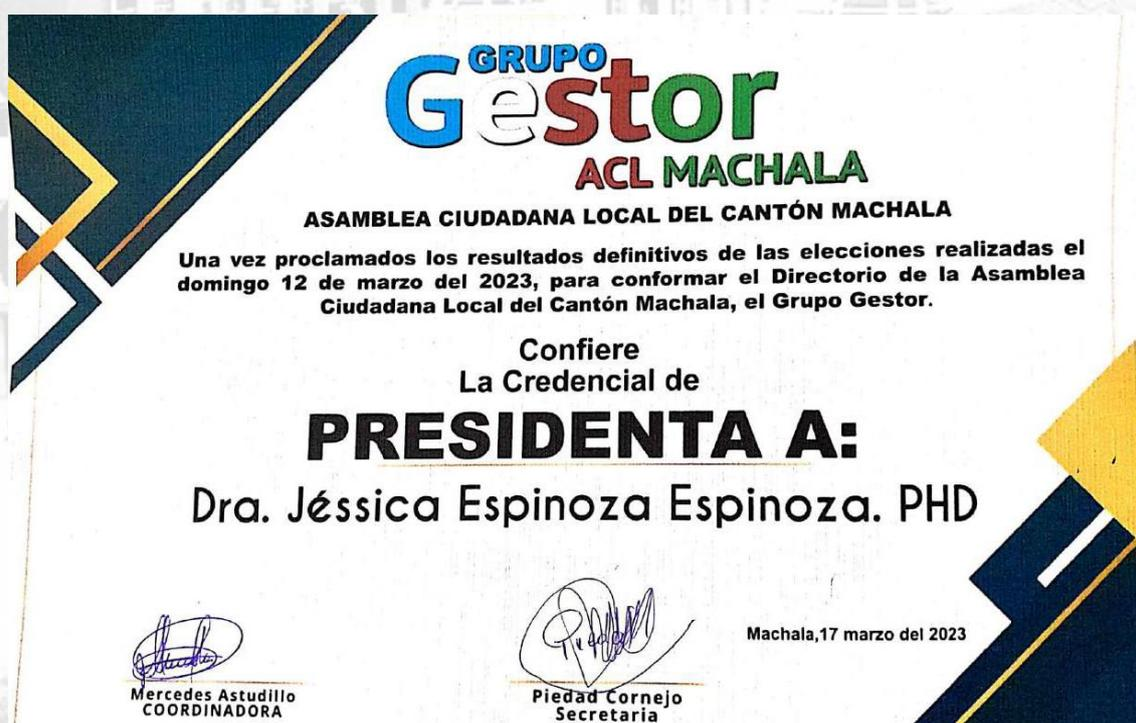 GRUPO
Gestor
ACL MACHALA
ASAMBLEA CIUDADANA LOCAL DEL CANTÓN MACHALA
Una vez proclamados los resultados definitivos de las elecciones realizadas el
domingo 12 de marzo del 2023, para conformar el Directorio de la Asamblea
Ciudadana Local del Cantón Machala, el Grupo Gestor.
Confiere
La Credencial de
PRESIDENTA A:
Dra. Jéssica Espinoza Espinoza. PHD
Machala,17 marzo del 2023
Mercedes Astudillo
COORDINADORA
Piedad Cornejo
Secretaria